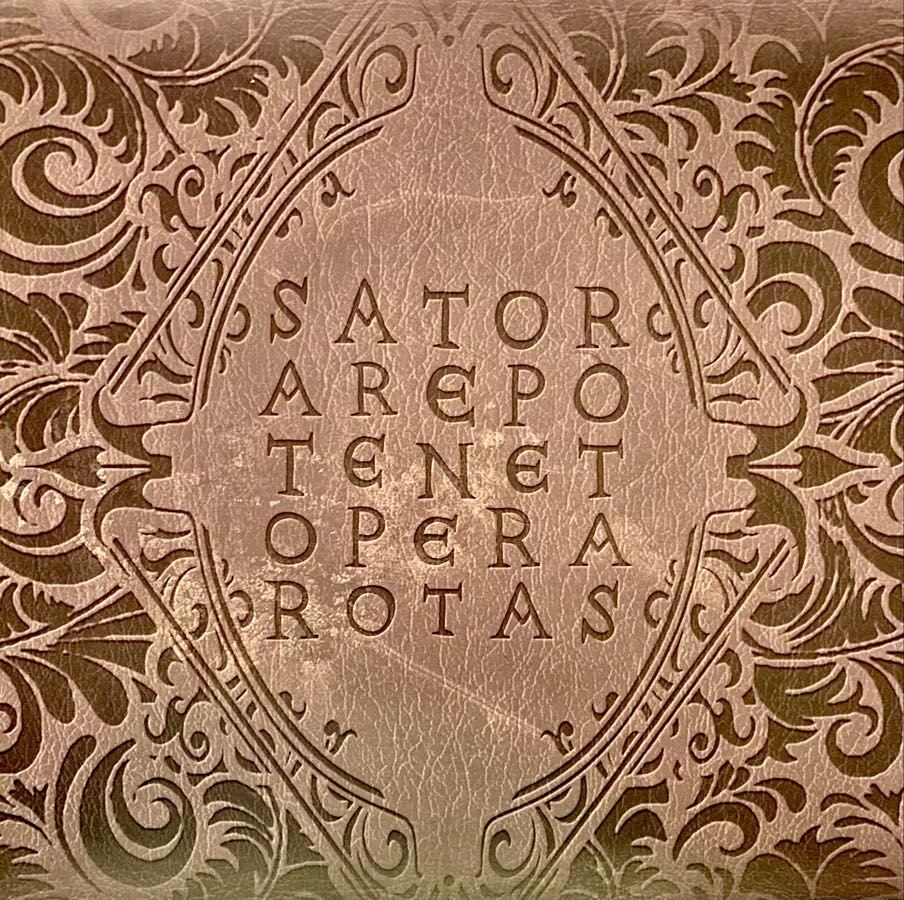 SATOR
AREPO
TENET
OPERA
ROTAS